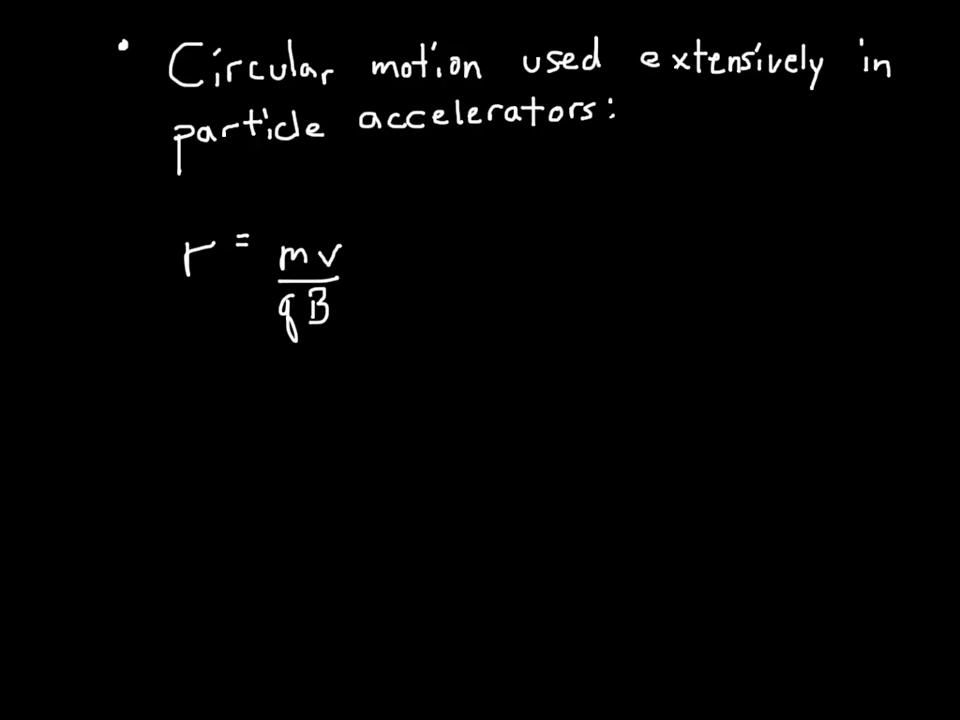 • Circular motion used extensively in
particle accelerators:
r = mv
qB